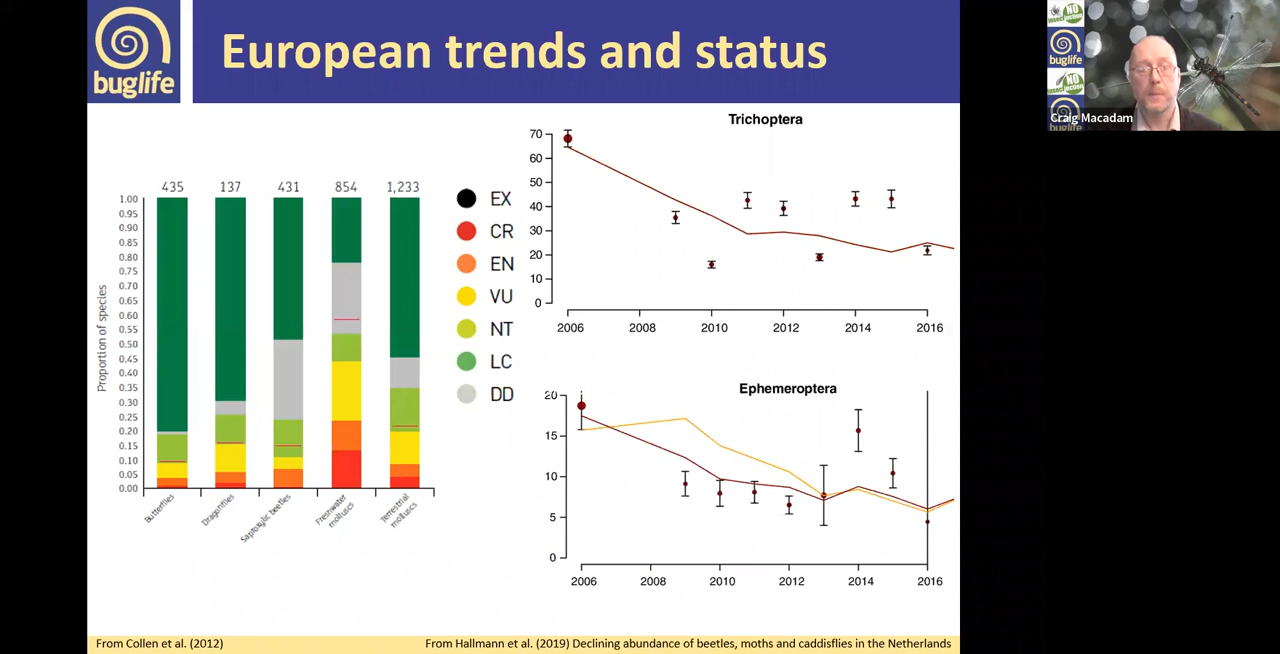 buglife
European trends and status
435 137 431 854 1,233
Proportion of species
1.00
0.95
0.90
0.85
0.80
0.75
0.70
0.65
0.60
0.55
0.50
0.45
0.40
0.35
0.30
0.25
0.20
0.15
0.10
0.05
0.00
Butterflies
Dragonflies
Saproxylic beetles
Freshwater
molluscs
Terrestrial
molluscs
EX
CR
EN
VU
NT
LC
DD
Trichoptera
70
60
50
40
30
20
10
0
2006 2008 2010 2012 2014 2016
Ephemeroptera
20
15
10
5
0
2006 2008 2010 2012 2014 2016
From Collen et al. (2012)
From Hallmann et al. (2019) Declining abundance of beetles, moths and caddisflies in the Netherlands
NO
buglife
NO
buglife
Craig Macadam